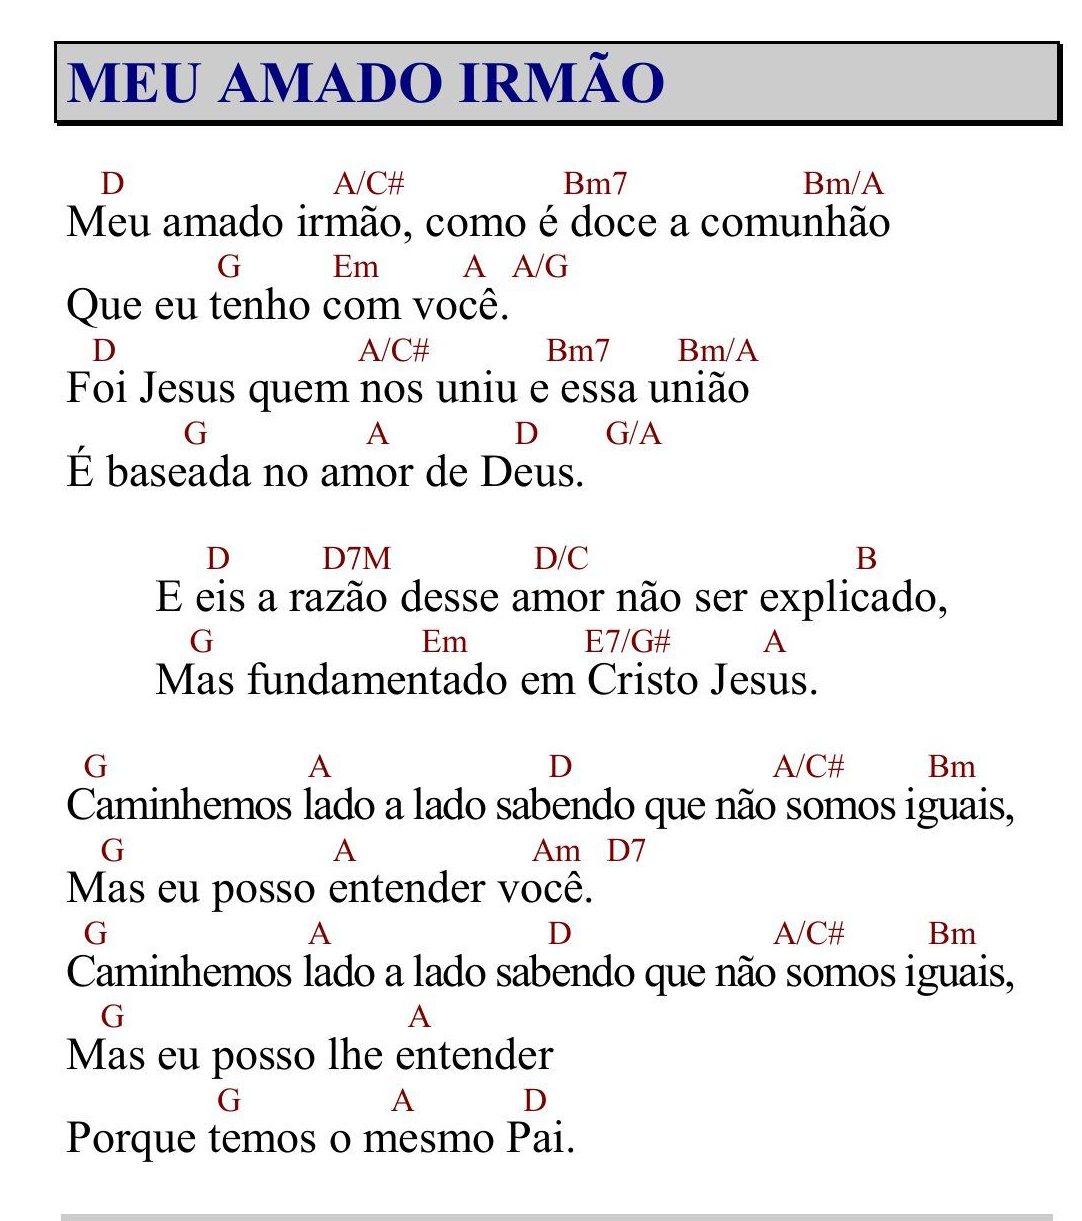 MEU AMADO IRMÃO
D A/C# Bm7 Bm/A
Meu amado irmão, como é doce a comunhão
G Em A A/G
Que eu tenho com você.
D A/C# Bm7 Bm/A
Foi Jesus quem nos uniu e essa união
G A D G/A
É baseada no amor de Deus.
D D7M D/C B
E eis a razão desse amor não ser explicado,
G Em E7/G# A
Mas fundamentado em Cristo Jesus.
G A D A/C# Bm
Caminhemos lado a lado sabendo que não somos iguais,
G A Am D7
Mas eu posso entender você.
G A D A/C# Bm
Caminhemos lado a lado sabendo que não somos iguais,
G A
Mas eu posso lhe entender
G A D
Porque temos o mesmo Pai.